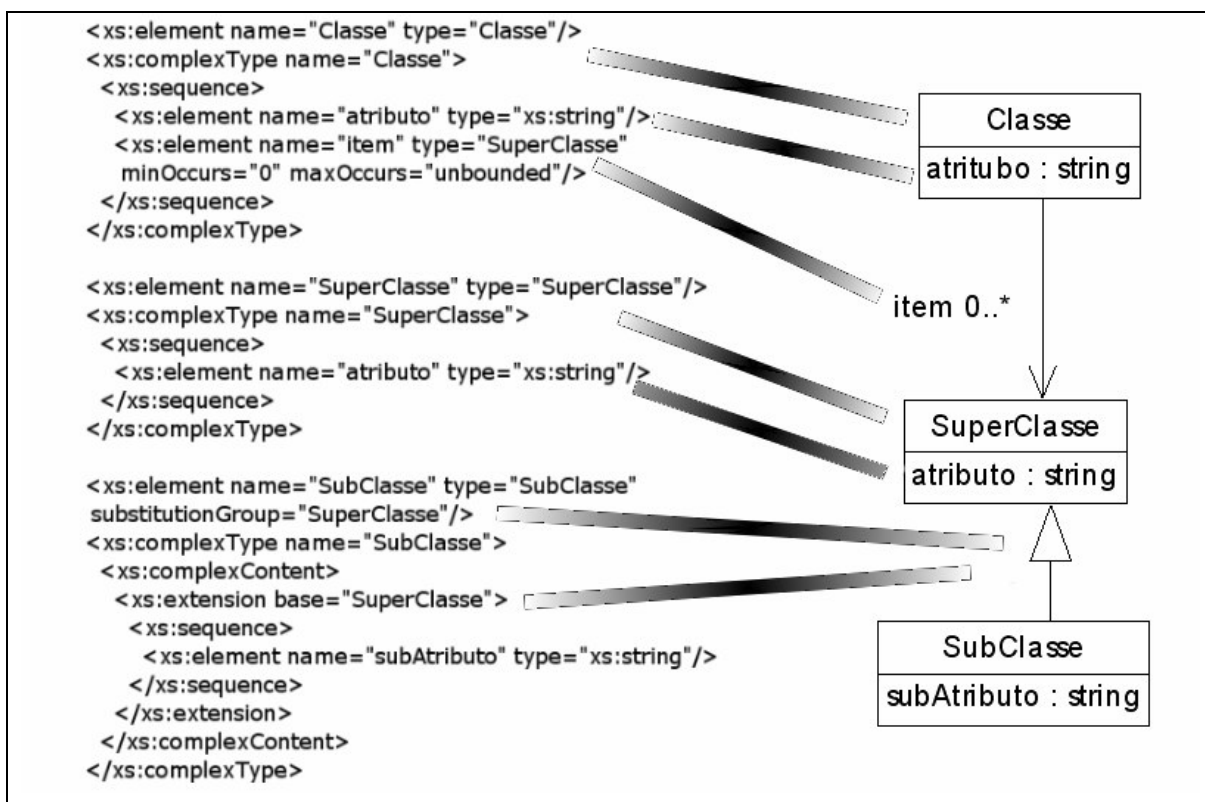 <xs:element name="Classe" type="Classe"/>
<xs:complexType name="Classe">
<xs:sequence>
<xs:element name="atributo" type="xs:string"/>
<xs:element name="item" type="SuperClasse"
minOccurs="0" maxOccurs="unbounded"/>
</xs:sequence>
</xs:complexType>
<xs:element name="SuperClasse" type="SuperClasse"/>
<xs:complexType name="SuperClasse">
<xs:sequence>
<xs:element name="atributo" type="xs:string"/>
</xs:sequence>
</xs:complexType>
<xs:element name="SubClasse" type="SubClasse"
substitutionGroup="SuperClasse"/>
<xs:complexType name="SubClasse">
<xs:complexContent>
<xs:extension base="SuperClasse">
<xs:sequence>
<xs:element name="subAtributo" type="xs:string"/>
</xs:sequence>
</xs:extension>
</xs:complexContent>
</xs:complexType>
Classe
atritubo : string
item 0..*
SuperClasse
atributo : string
SubClasse
subAtributo : string